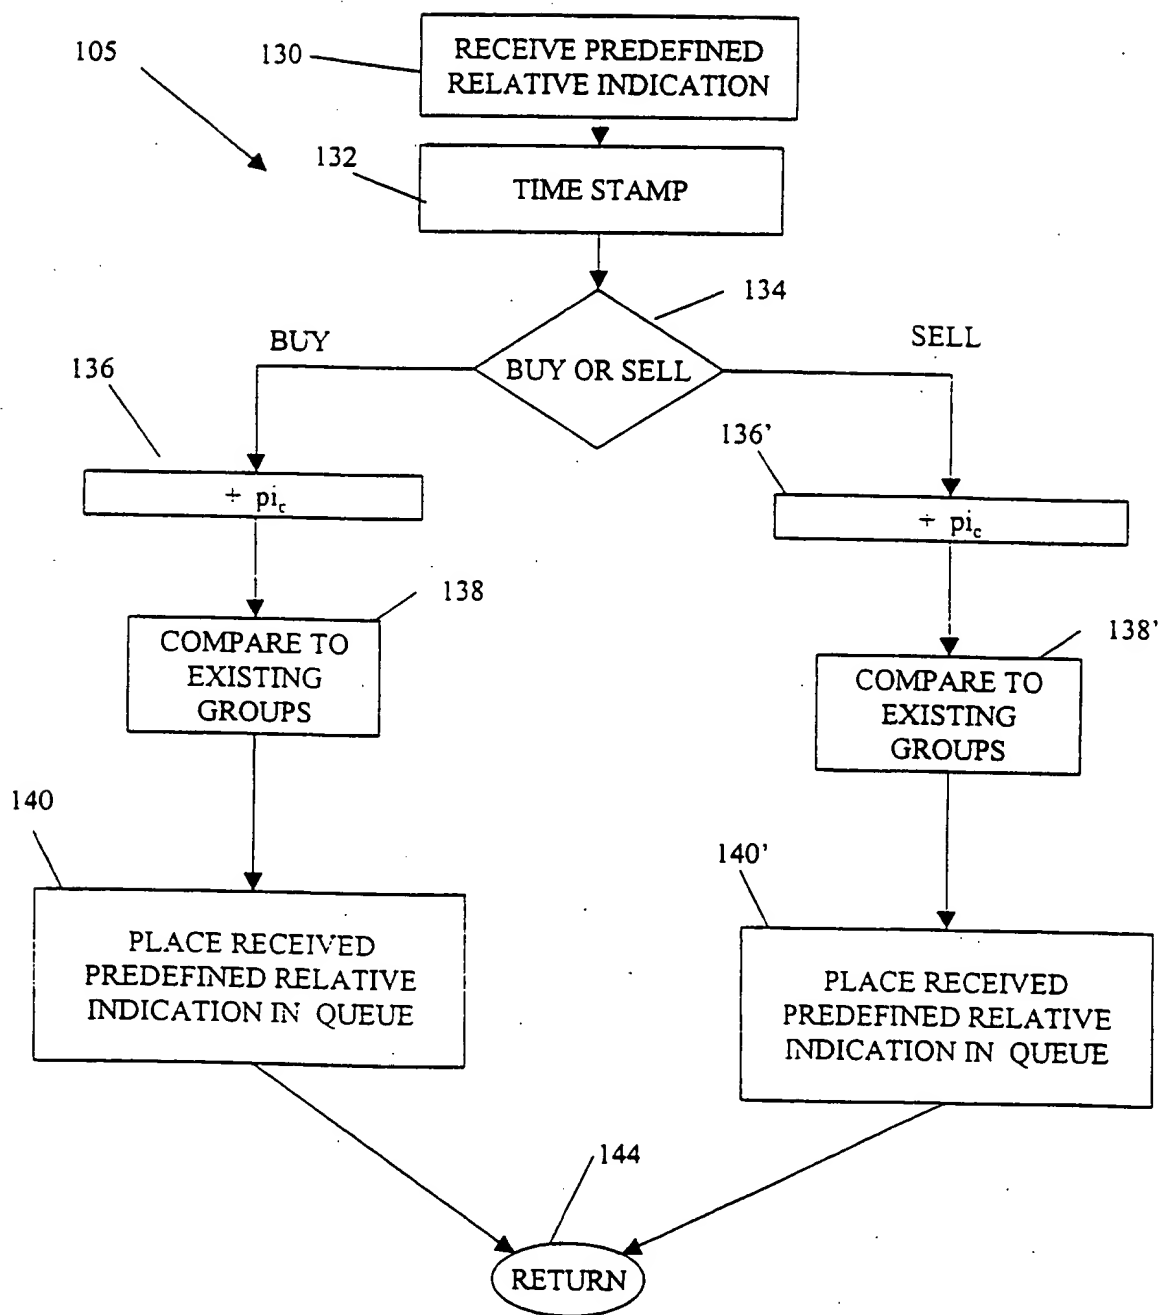 105
130
RECEIVE PREDEFINED
RELATIVE INDICATION
132
TIME STAMP
134
BUY OR SELL
BUY
SELL
136
÷ pi_c
136'
÷ pi_c
138
COMPARE TO
EXISTING
GROUPS
138'
COMPARE TO
EXISTING
GROUPS
140
PLACE RECEIVED
PREDEFINED RELATIVE
INDICATION IN QUEUE
140'
PLACE RECEIVED
PREDEFINED RELATIVE
INDICATION IN QUEUE
144
RETURN